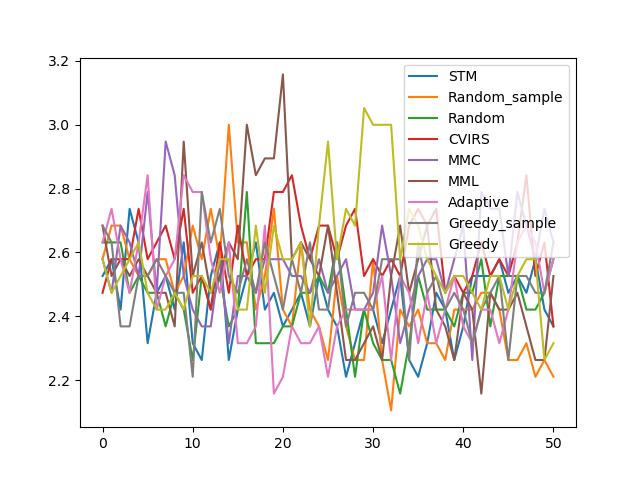 3.2
3.0
2.8
2.6
2.4
2.2
0
10
20
30
40
50
STM
Random_sample
Random
CVIRS
MMC
MML
Adaptive
Greedy_sample
Greedy